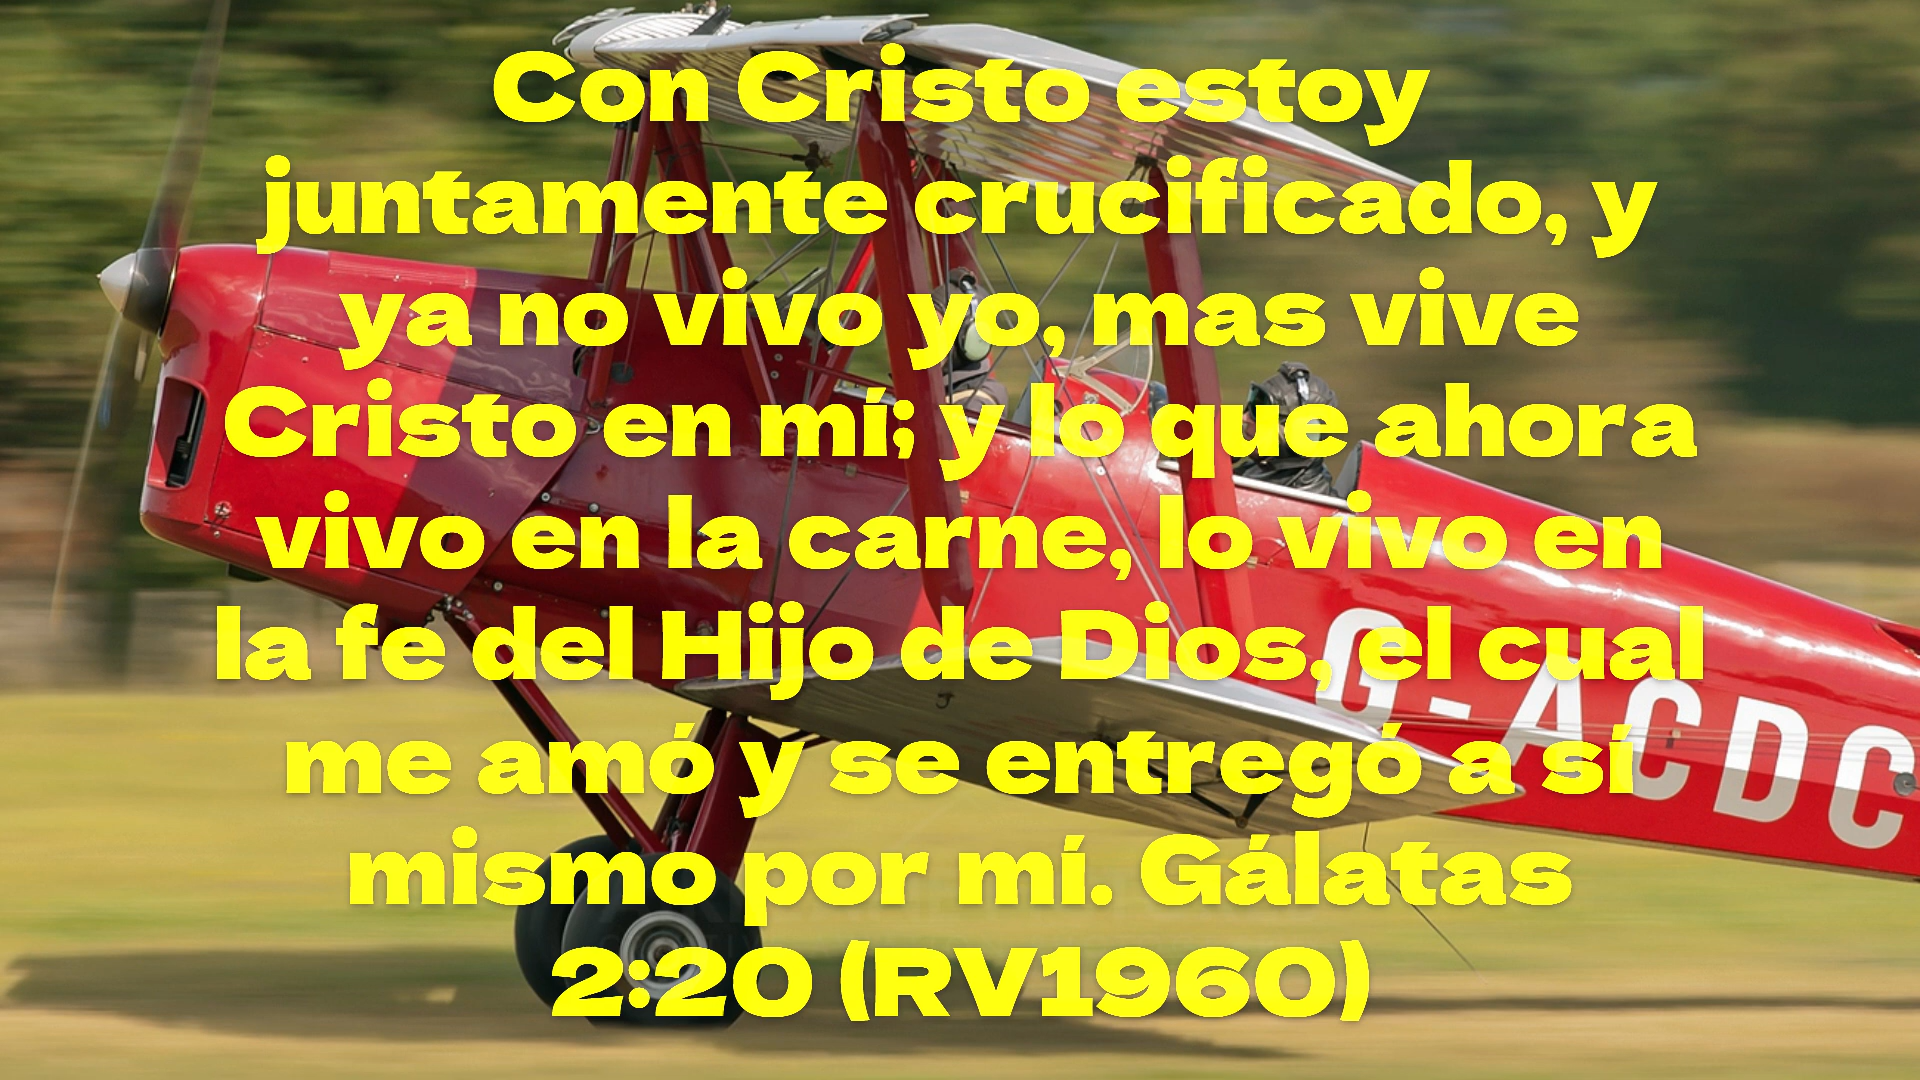 Con Cristo estoy
juntamente crucificado, y
ya no vivo yo, mas vive
Cristo en mí; y lo que ahora
vivo en la carne, lo vivo en
la fe del Hijo de Dios, el cual
me amó y se entregó a sí
mismo por mí. Gálatas
2:20 (RV1960)
G-ACDC